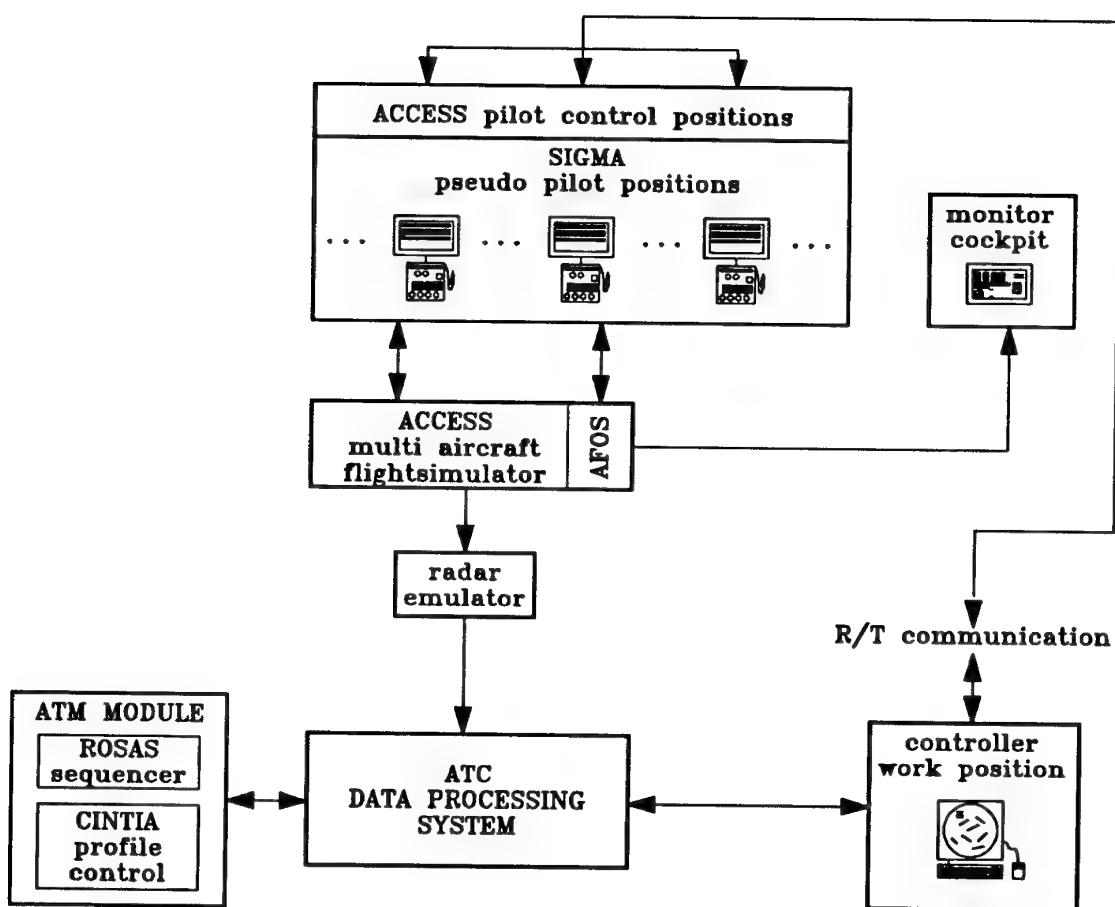 ACCESS pilot control positions
SIGMA
pseudo pilot positions
... ... ... ...
monitor
cockpit
ACCESS
multi aircraft
flightsimulator
AFOS
radar
emulator
R/T communication
ATM MODULE
ROSAS
sequencer
CINTIA
profile
control
ATC
DATA PROCESSING
SYSTEM
controller
work position